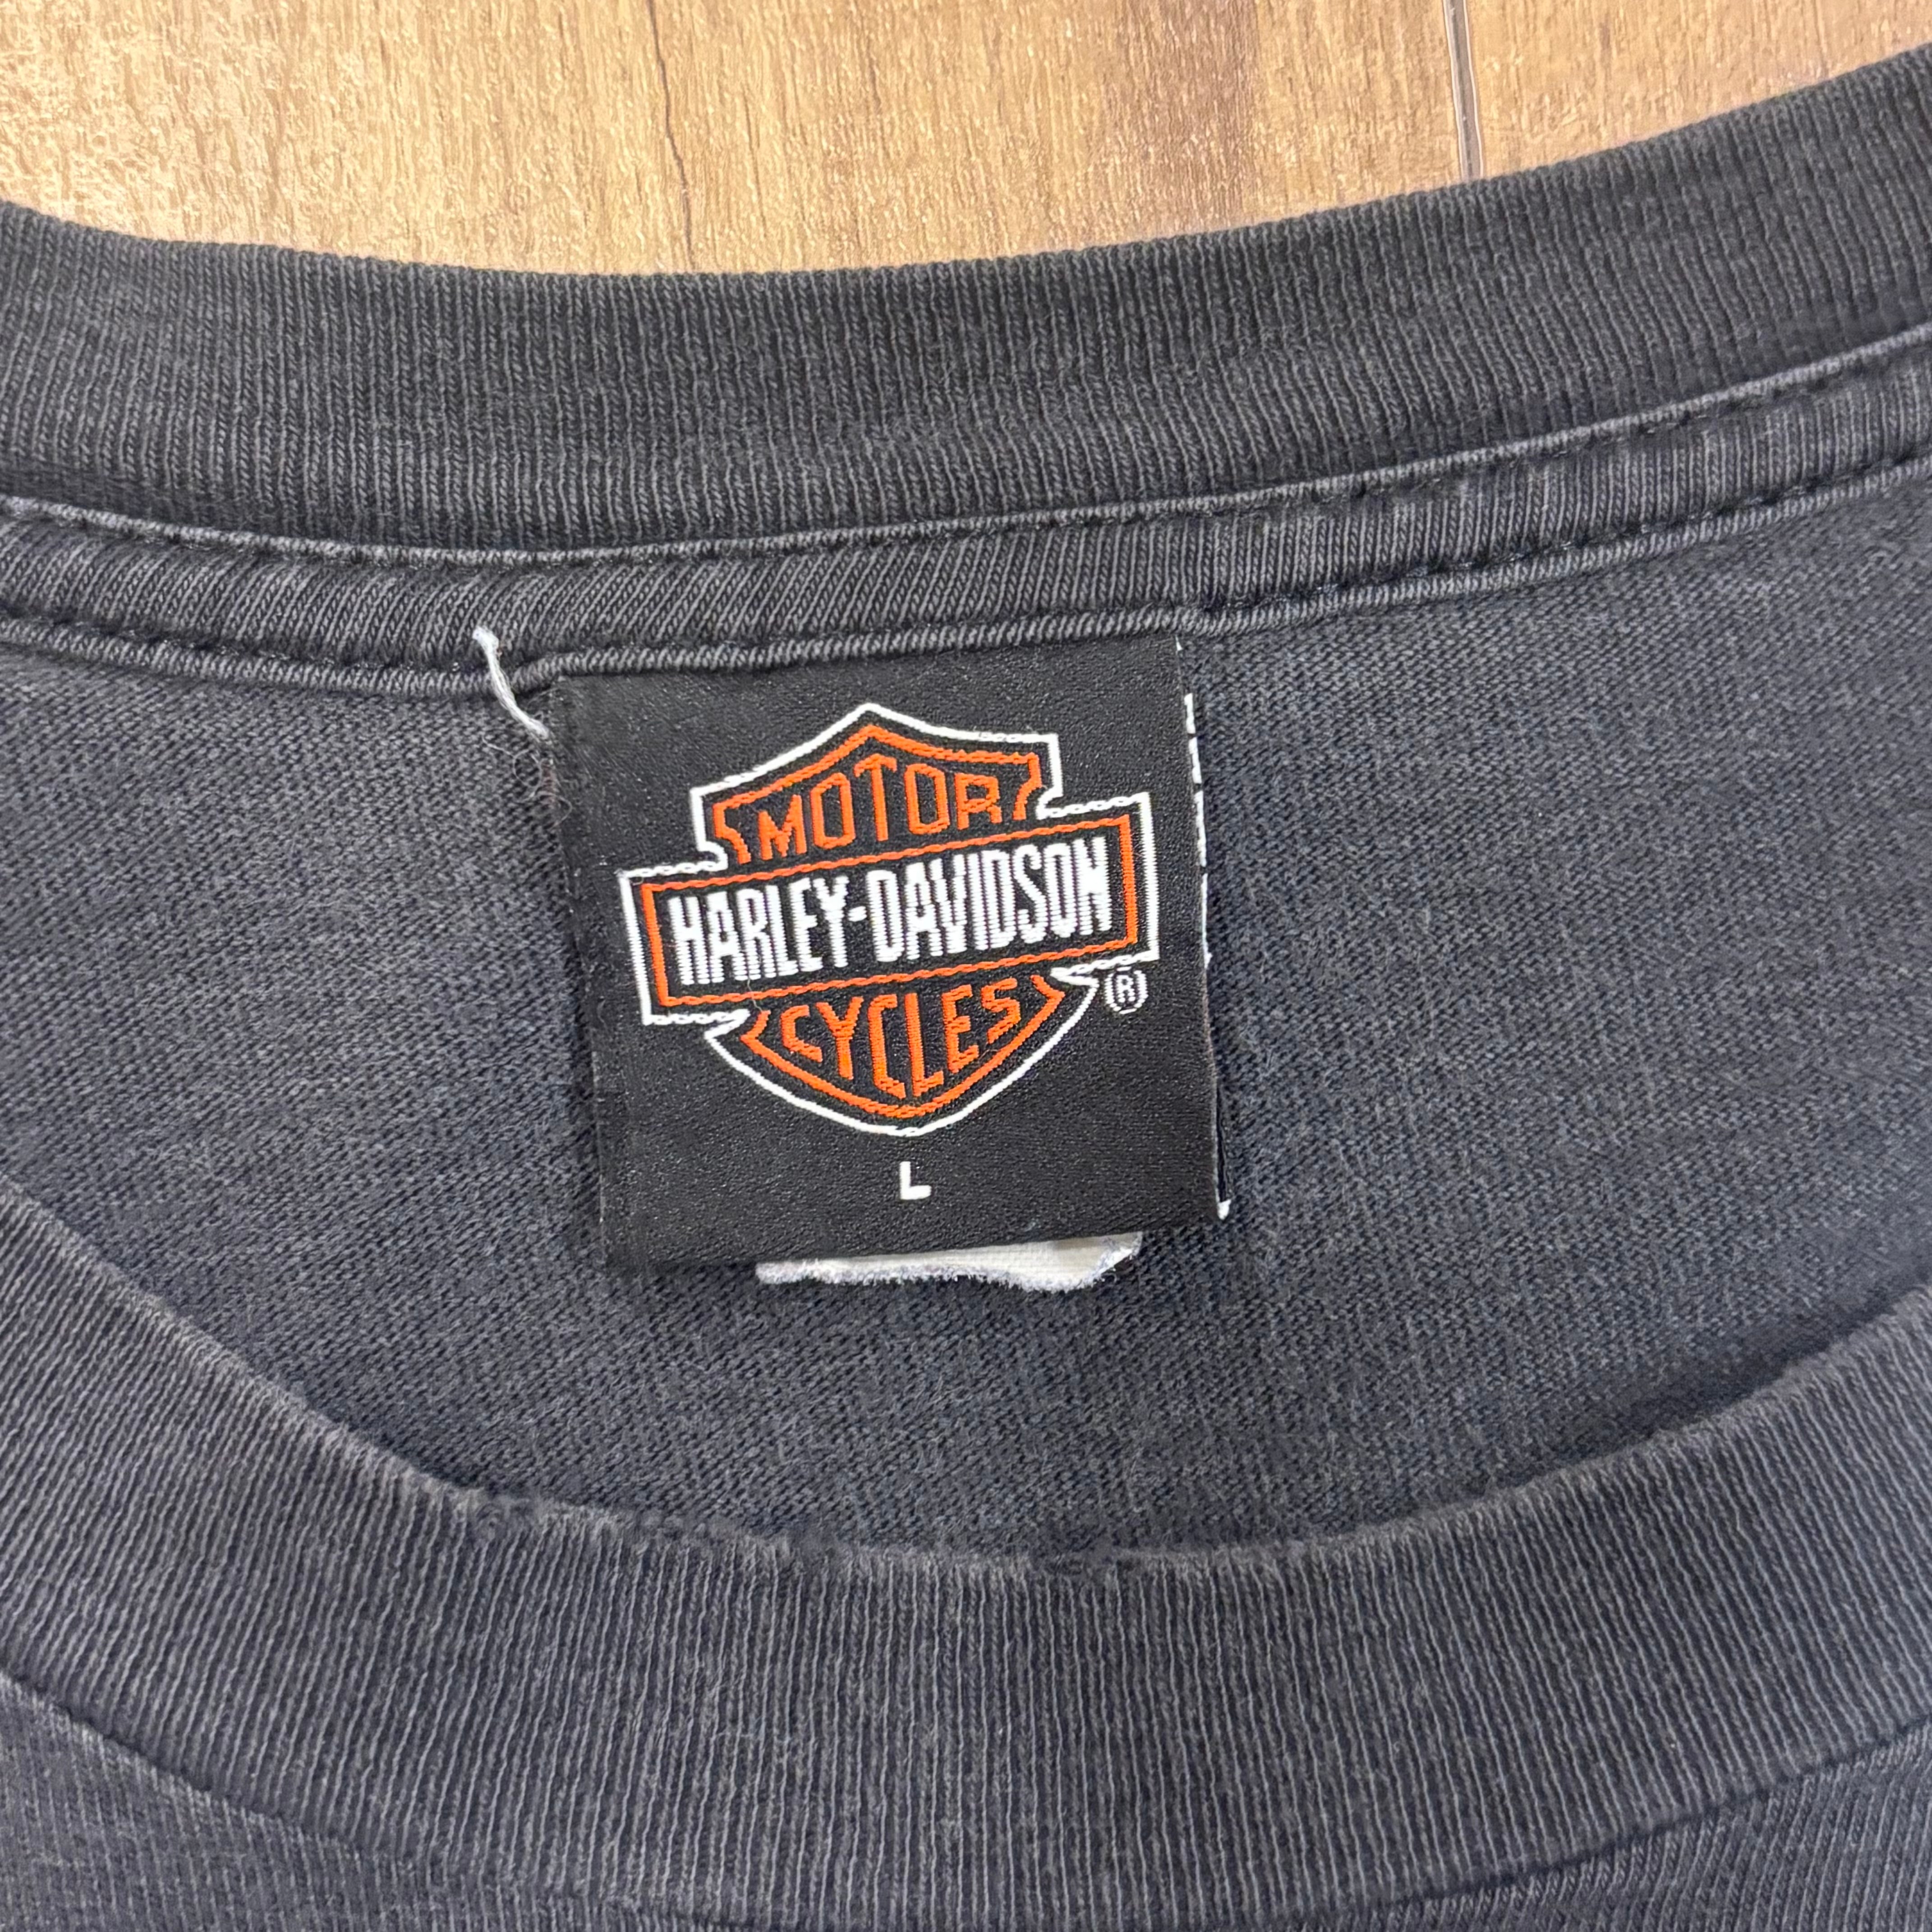 MOTOR
HARLEY-DAVIDSON
CYCLES
®
L